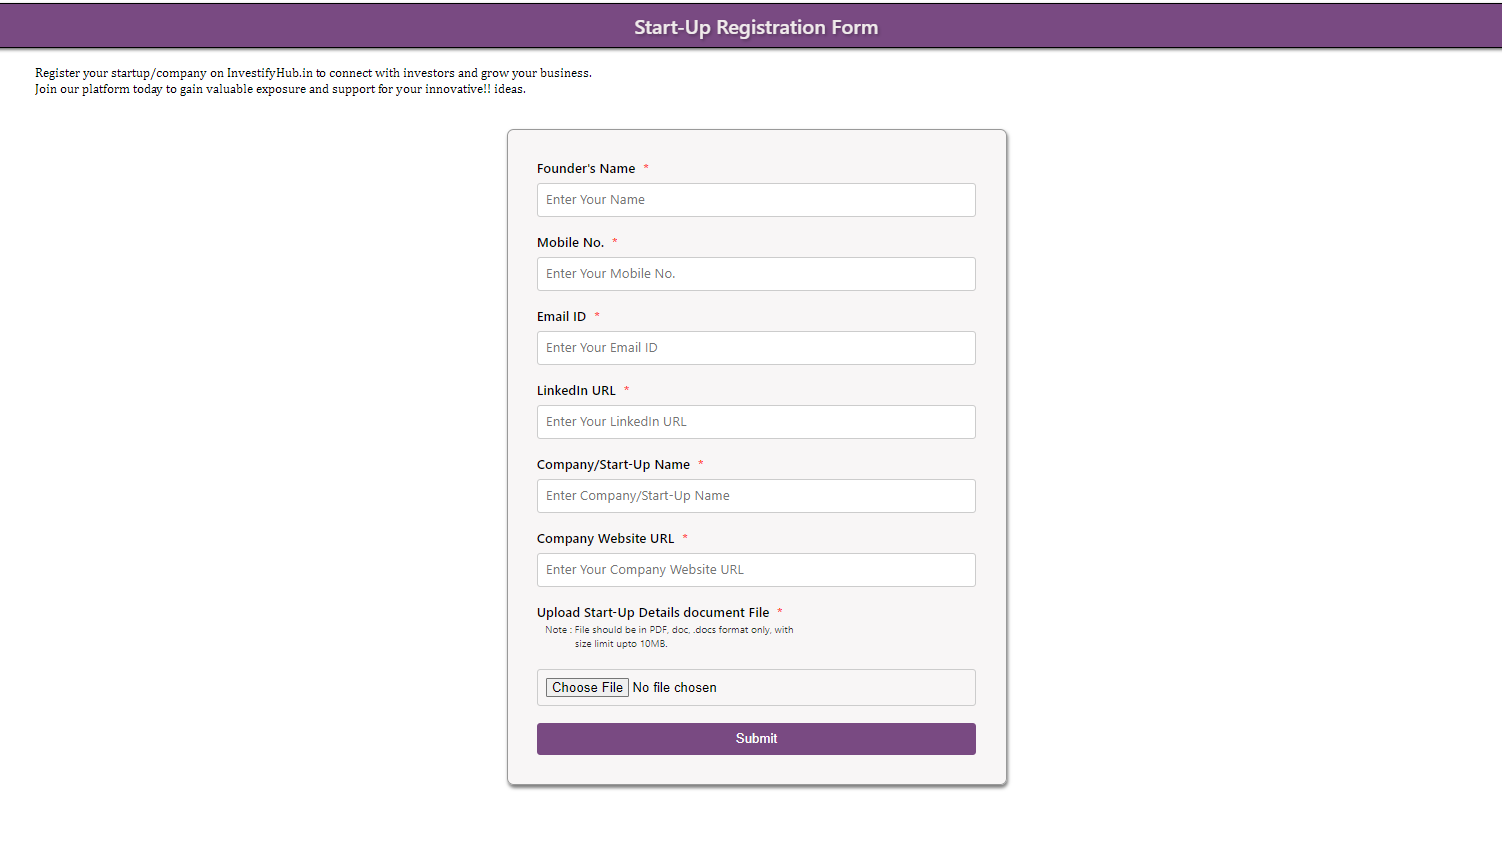 Start-Up Registration Form
Register your startup/company on InvestifyHub.in to connect with investors and grow your business.
Join our platform today to gain valuable exposure and support for your innovative!! ideas.
Founder's Name *
Enter Your Name
Mobile No. *
Enter Your Mobile No.
Email ID *
Enter Your Email ID
LinkedIn URL *
Enter Your LinkedIn URL
Company/Start-Up Name *
Enter Company/Start-Up Name
Company Website URL *
Enter Your Company Website URL
Upload Start-Up Details document File *
Note : File should be in PDF, doc, .docs format only, with
size limit upto 10MB.
Choose File No file chosen
Submit